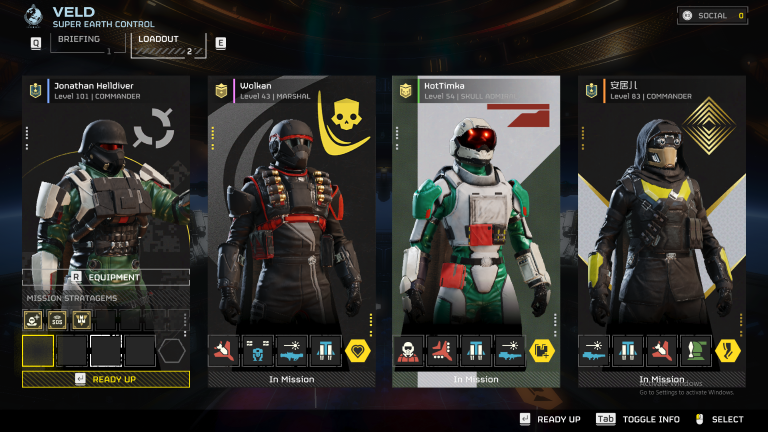 VELD
SUPER EARTH CONTROL
SOCIAL 0
Q BRIEFING 1 LOADOUT 2 E
Jonathan Helldiver
Level 101 | COMMANDER
Wolkan
Level 43 | MARSHAL
HotTimka
Level 54 | SKULL ADMIRAL
安居儿
Level 83 | COMMANDER
R EQUIPMENT
MISSION STRATAGEMS
SOS
READY UP
In Mission
In Mission
In Mission
Activate Windows
Go to Settings to activate Windows.
READY UP Tab TOGGLE INFO SELECT